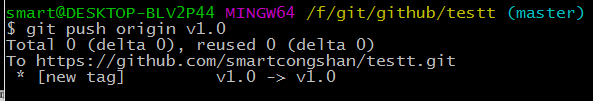 smart@DESKTOP-BLV2P44 MINGW64 /f/git/github/testt (master)
$ git push origin v1.0
Total 0 (delta 0), reused 0 (delta 0)
To https://github.com/smartcongshan/testt.git
 * [new tag]         v1.0 -> v1.0